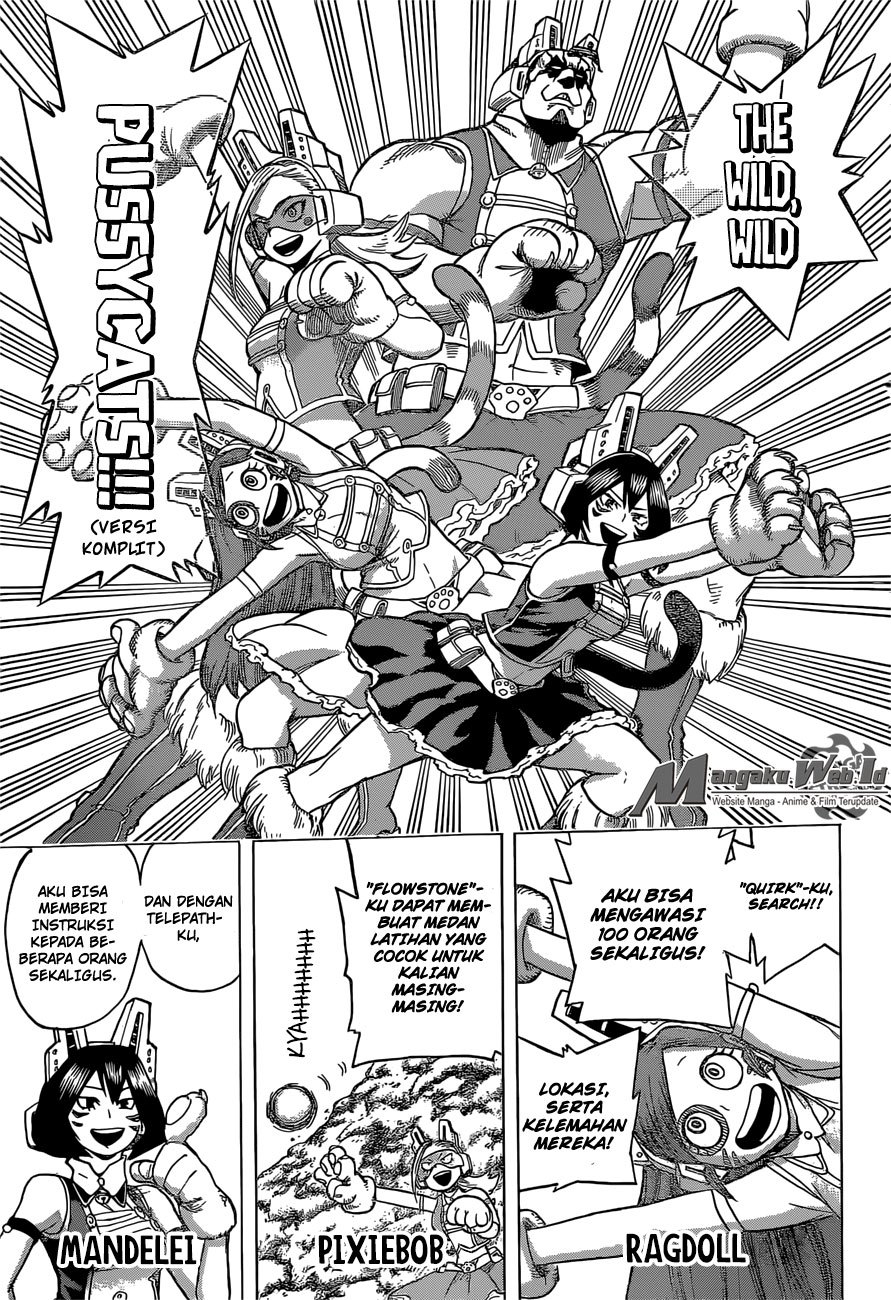 THE
WILD,
WILD
PUSSYCATS!!!
(VERSI
KOMPLIT)
Mangaku Web Id
Website Manga - Anime & Film Terupdate
"QUIRK"-KU,
SEARCH!!
AKU BISA
MENGAWASI
100 ORANG
SEKALIGUS!
LOKASI,
SERTA
KELEMAHAN
MEREKA!
RAGDOLL
"FLOWSTONE"-
KU DAPAT MEM-
BUAT MEDAN
LATIHAN YANG
COCOK UNTUK
KALIAN
MASING-
MASING!
KYAHHHHHHHH
PIXIEBOB
DAN DENGAN
TELEPATH-
KU,
AKU BISA
MEMBERI
INSTRUKSI
KEPADA BE-
BERAPA ORANG
SEKALIGUS.
MANDELEI